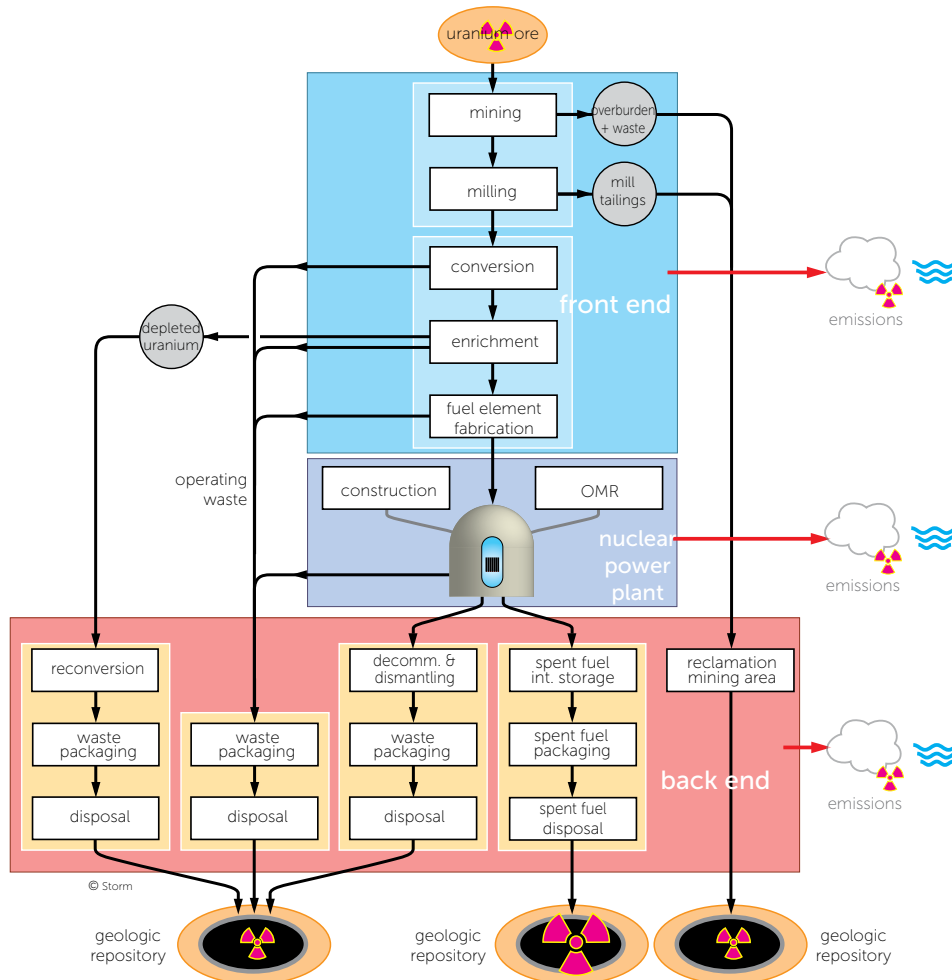 uranium ore
mining
overburden
+ waste
milling
mill
tailings
conversion
front end
emissions
depleted
uranium
enrichment
fuel element
fabrication
operating
waste
construction
OMR
nuclear
power
plant
emissions
reconversion
decomm. &
dismantling
spent fuel
int. storage
reclamation
mining area
waste
packaging
waste
packaging
waste
packaging
spent fuel
packaging
back end
emissions
disposal
disposal
disposal
spent fuel
disposal
© Storm
geologic
repository
geologic
repository
geologic
repository